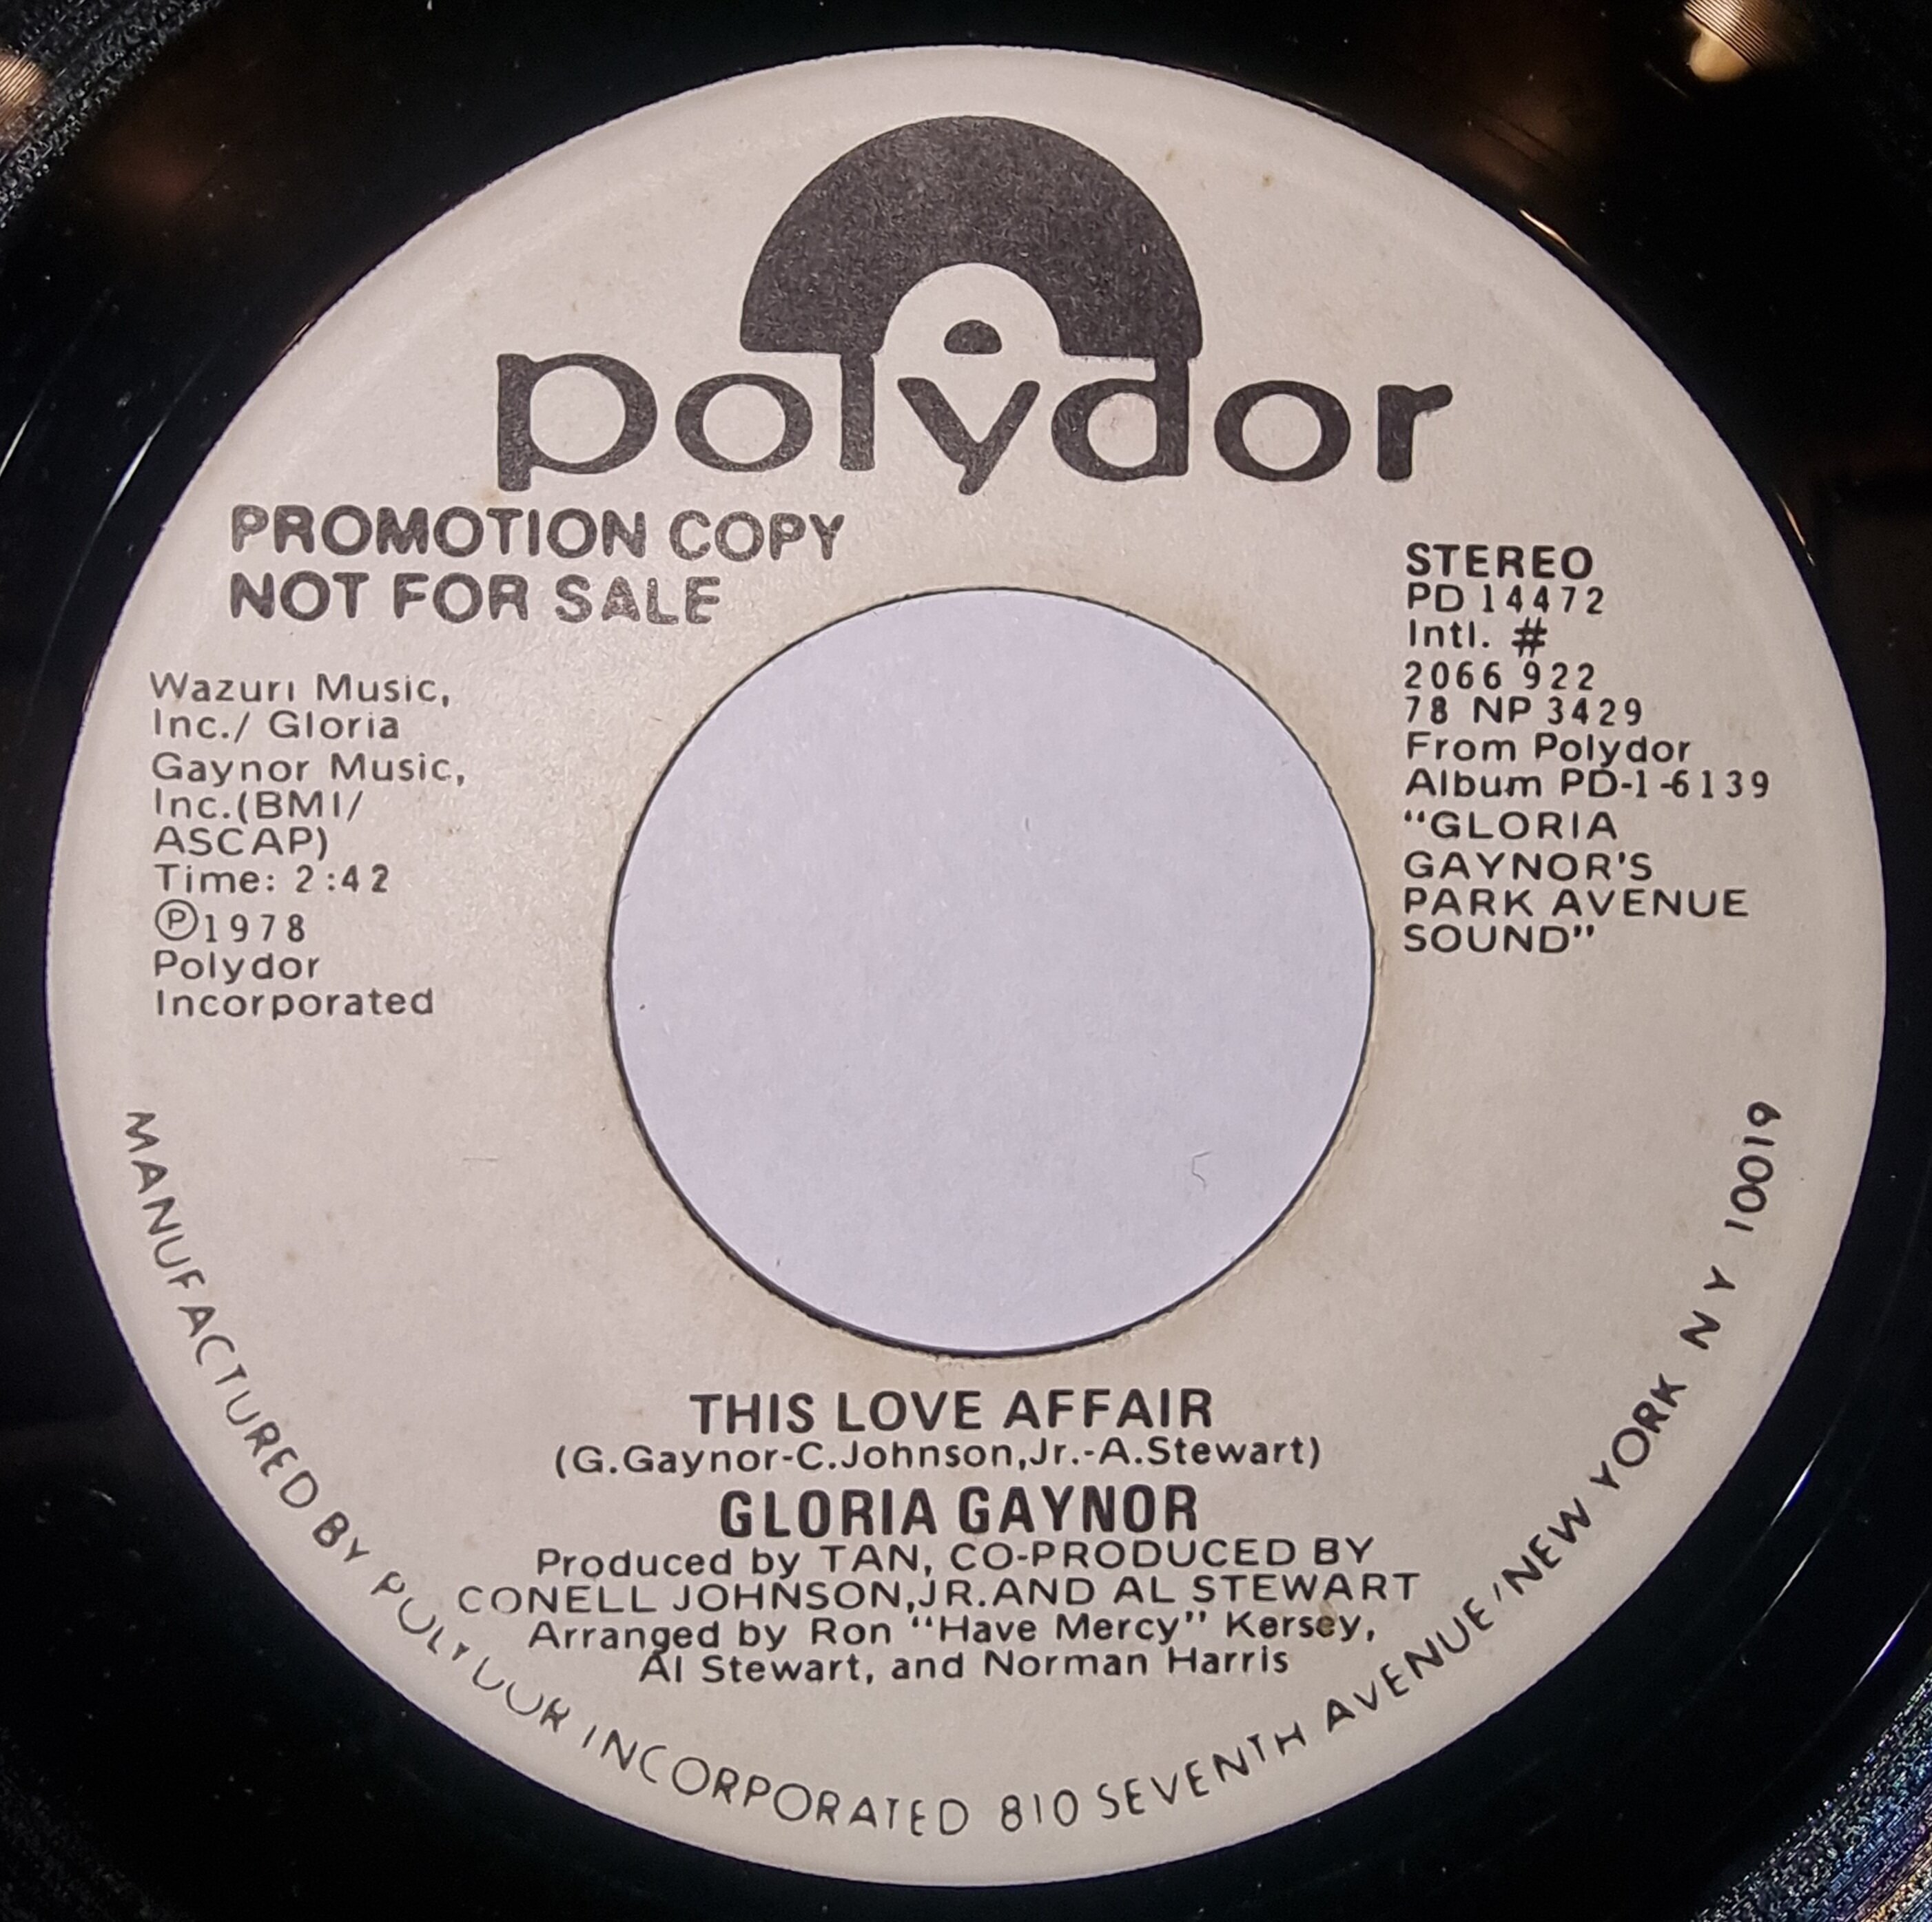 polydor
PROMOTION COPY
NOT FOR SALE
Wazuri Music,
Inc./ Gloria
Gaynor Music,
Inc.(BMI/
ASCAP)
Time: 2:42
Ⓟ1978
Polydor
Incorporated
STEREO
PD 14472
Intl. #
2066 922
78 NP 3429
From Polydor
Album PD-1-6139
"GLORIA
GAYNOR'S
PARK AVENUE
SOUND"
THIS LOVE AFFAIR
(G.Gaynor-C.Johnson,Jr.-A.Stewart)
GLORIA GAYNOR
Produced by TAN, CO-PRODUCED BY
CONELL JOHNSON,JR.AND AL STEWART
Arranged by Ron "Have Mercy" Kersey,
Al Stewart, and Norman Harris
MANUFACTURED BY POLYDOR INCORPORATED 810 SEVENTH AVENUE/NEW YORK NY 10019